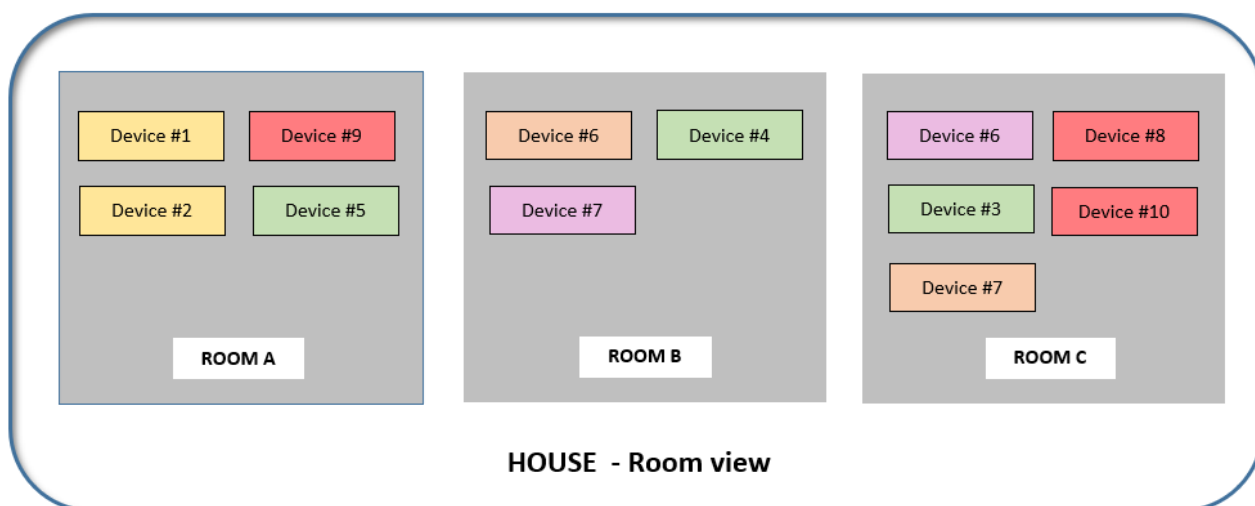 Device #1
Device #9
Device #2
Device #5
ROOM A
Device #6
Device #4
Device #7
ROOM B
Device #6
Device #8
Device #3
Device #10
Device #7
ROOM C
HOUSE - Room view